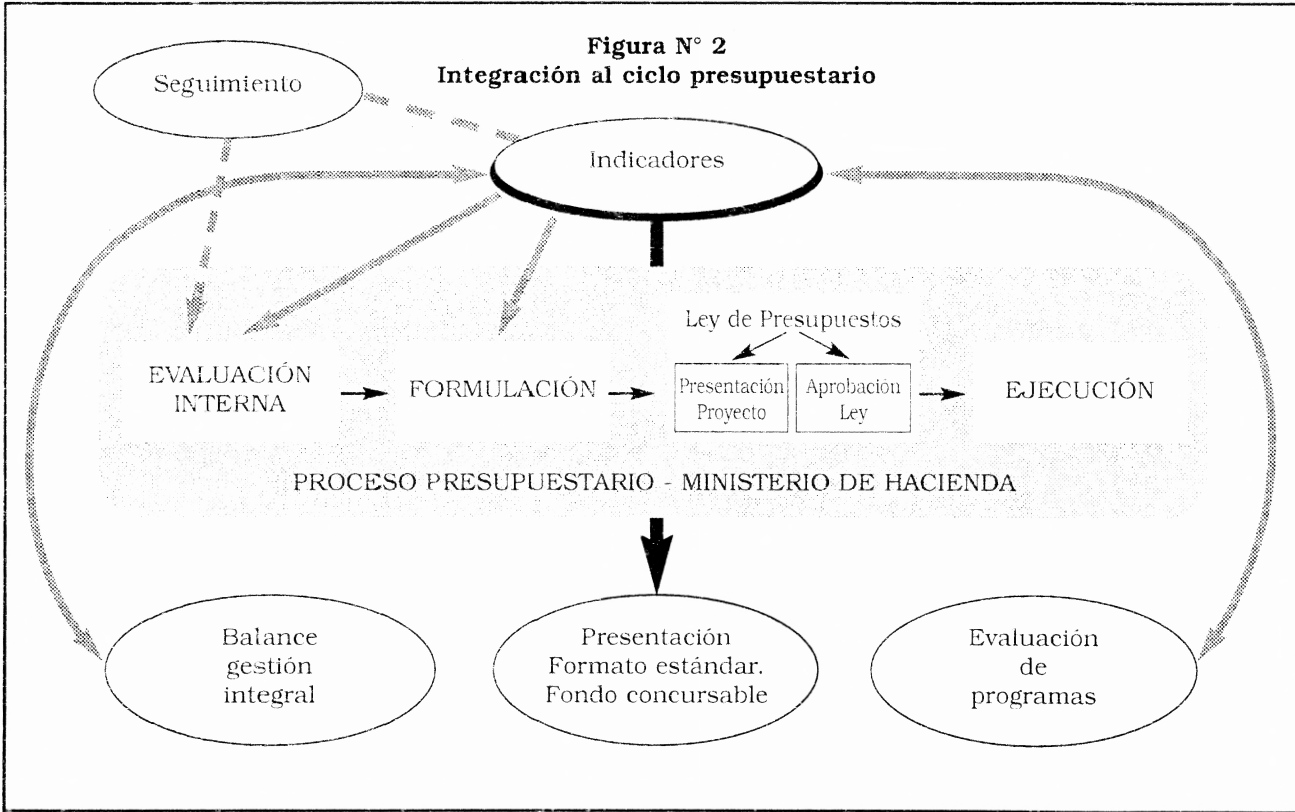 Figura N° 2
Integración al ciclo presupuestario
Seguimiento
Indicadores
Ley de Presupuestos
EVALUACIÓN
INTERNA
FORMULACIÓN
Presentación
Proyecto
Aprobación
Ley
EJECUCIÓN
PROCESO PRESUPUESTARIO - MINISTERIO DE HACIENDA
Balance
gestión
integral
Presentación
Formato estándar.
Fondo concursable
Evaluación
de
programas